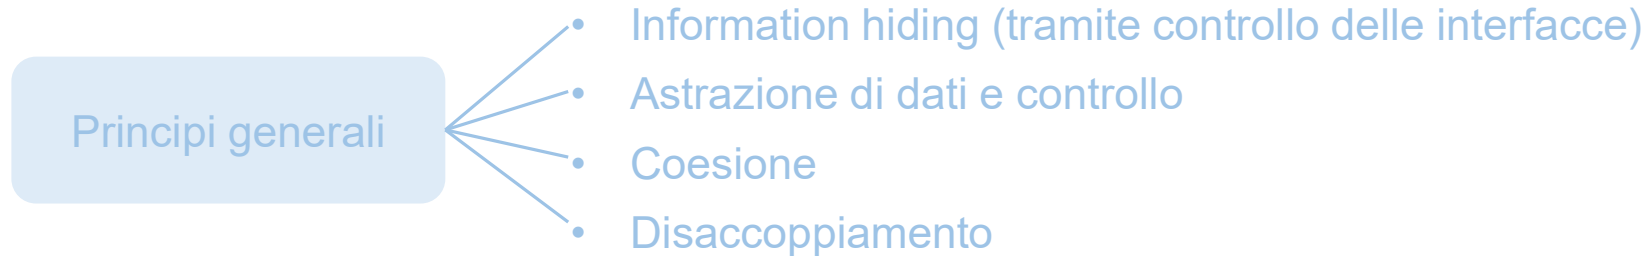 Principi generali
• Information hiding (tramite controllo delle interfacce)
• Astrazione di dati e controllo
• Coesione
• Disaccoppiamento